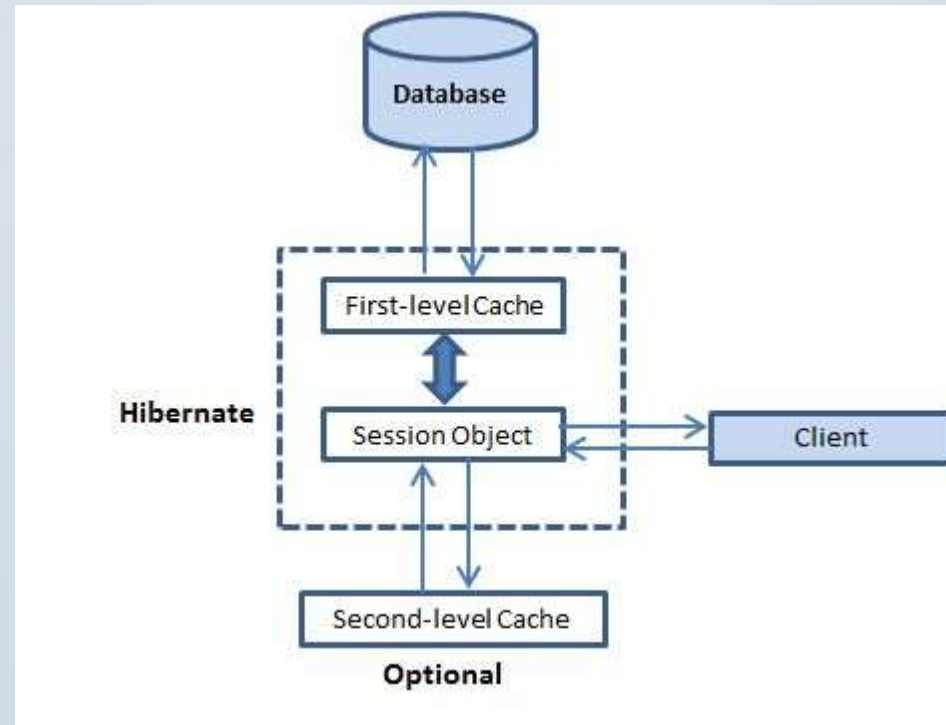 Database
First-level Cache
Hibernate
Session Object
Client
Second-level Cache
Optional